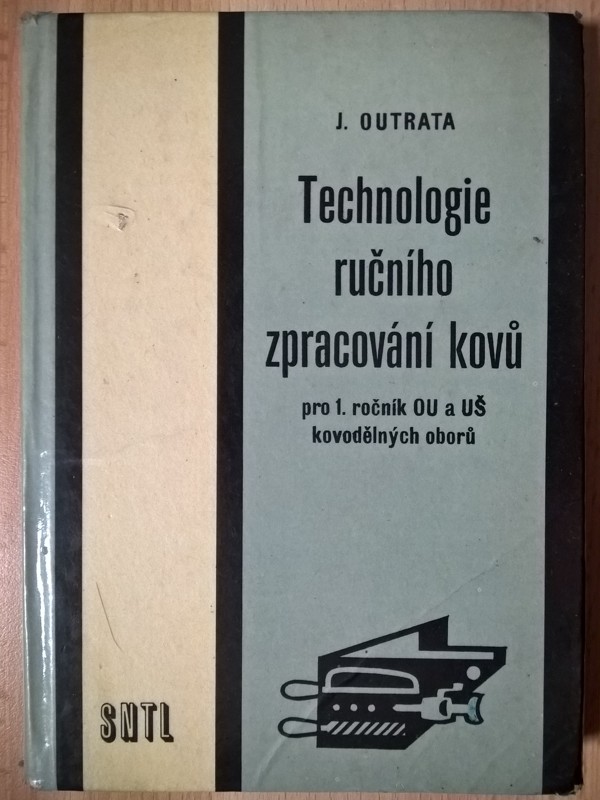 J. OUTRATA
Technologie
ručního
zpracování kovů
pro 1. ročník OU a UŠ
kovodělných oborů
SNTL